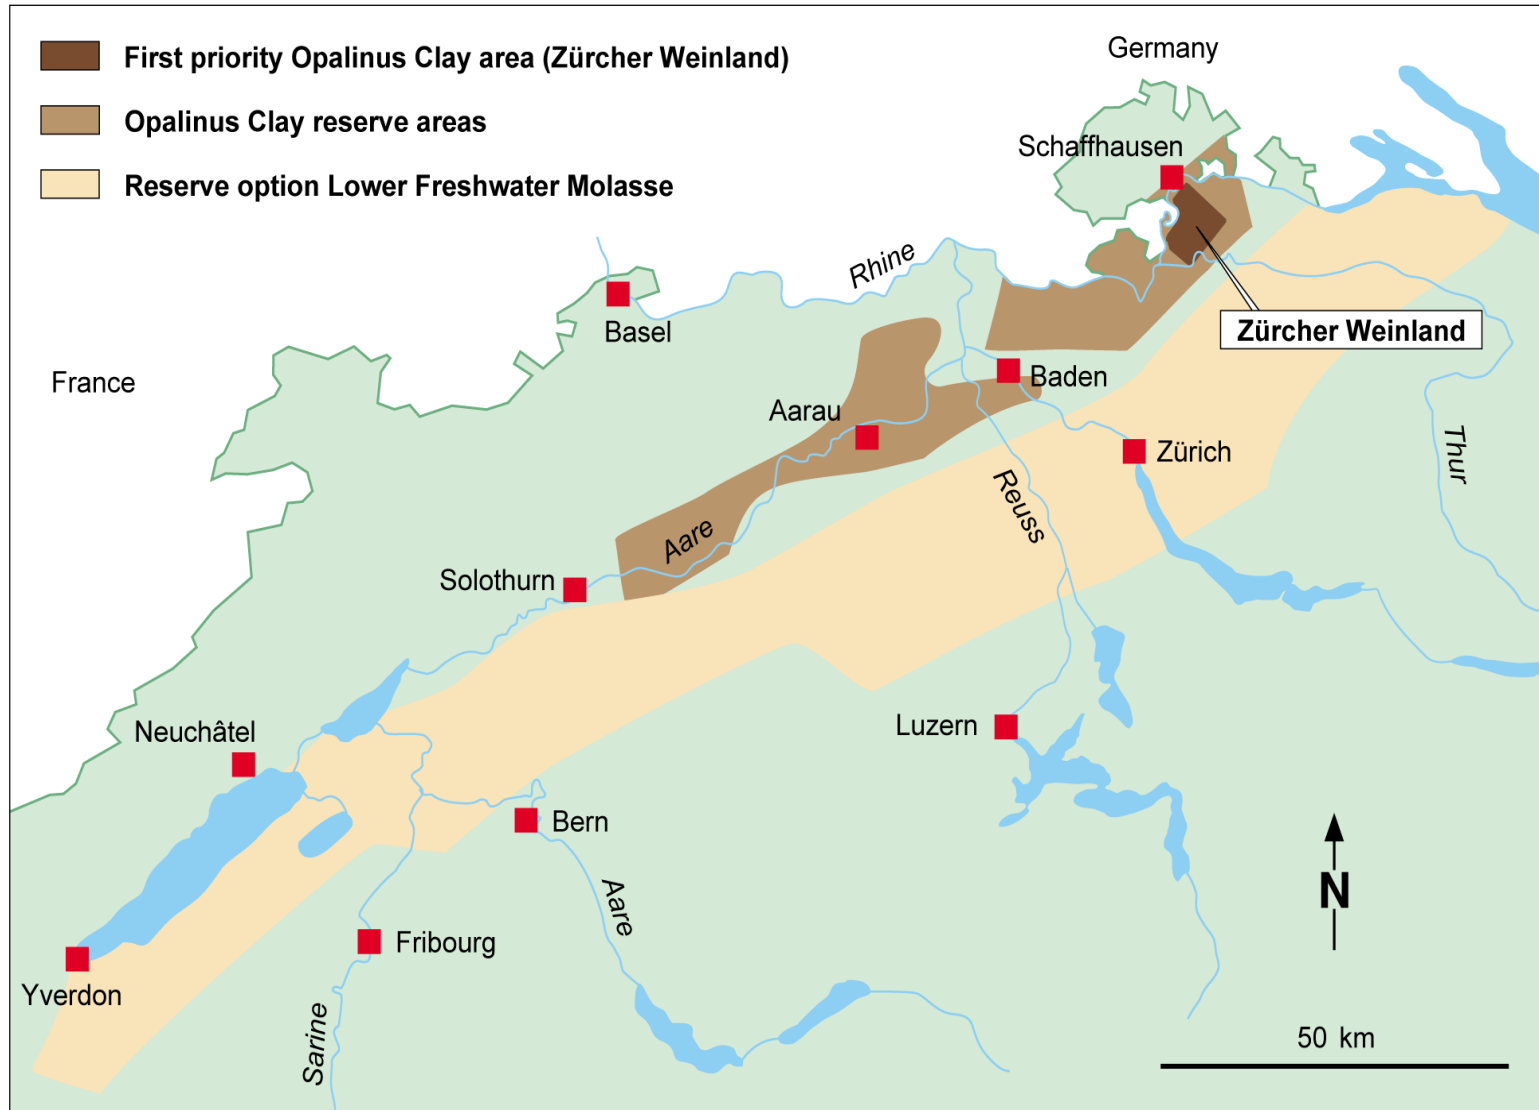 First priority Opalinus Clay area (Zürcher Weinland)
Opalinus Clay reserve areas
Reserve option Lower Freshwater Molasse
Germany
Schaffhausen
Rhine
Basel
Zürcher Weinland
France
Baden
Aarau
Zürich
Thur
Reuss
Aare
Solothurn
Neuchâtel
Luzern
Bern
Aare
N
Fribourg
Yverdon
Sarine
50 km